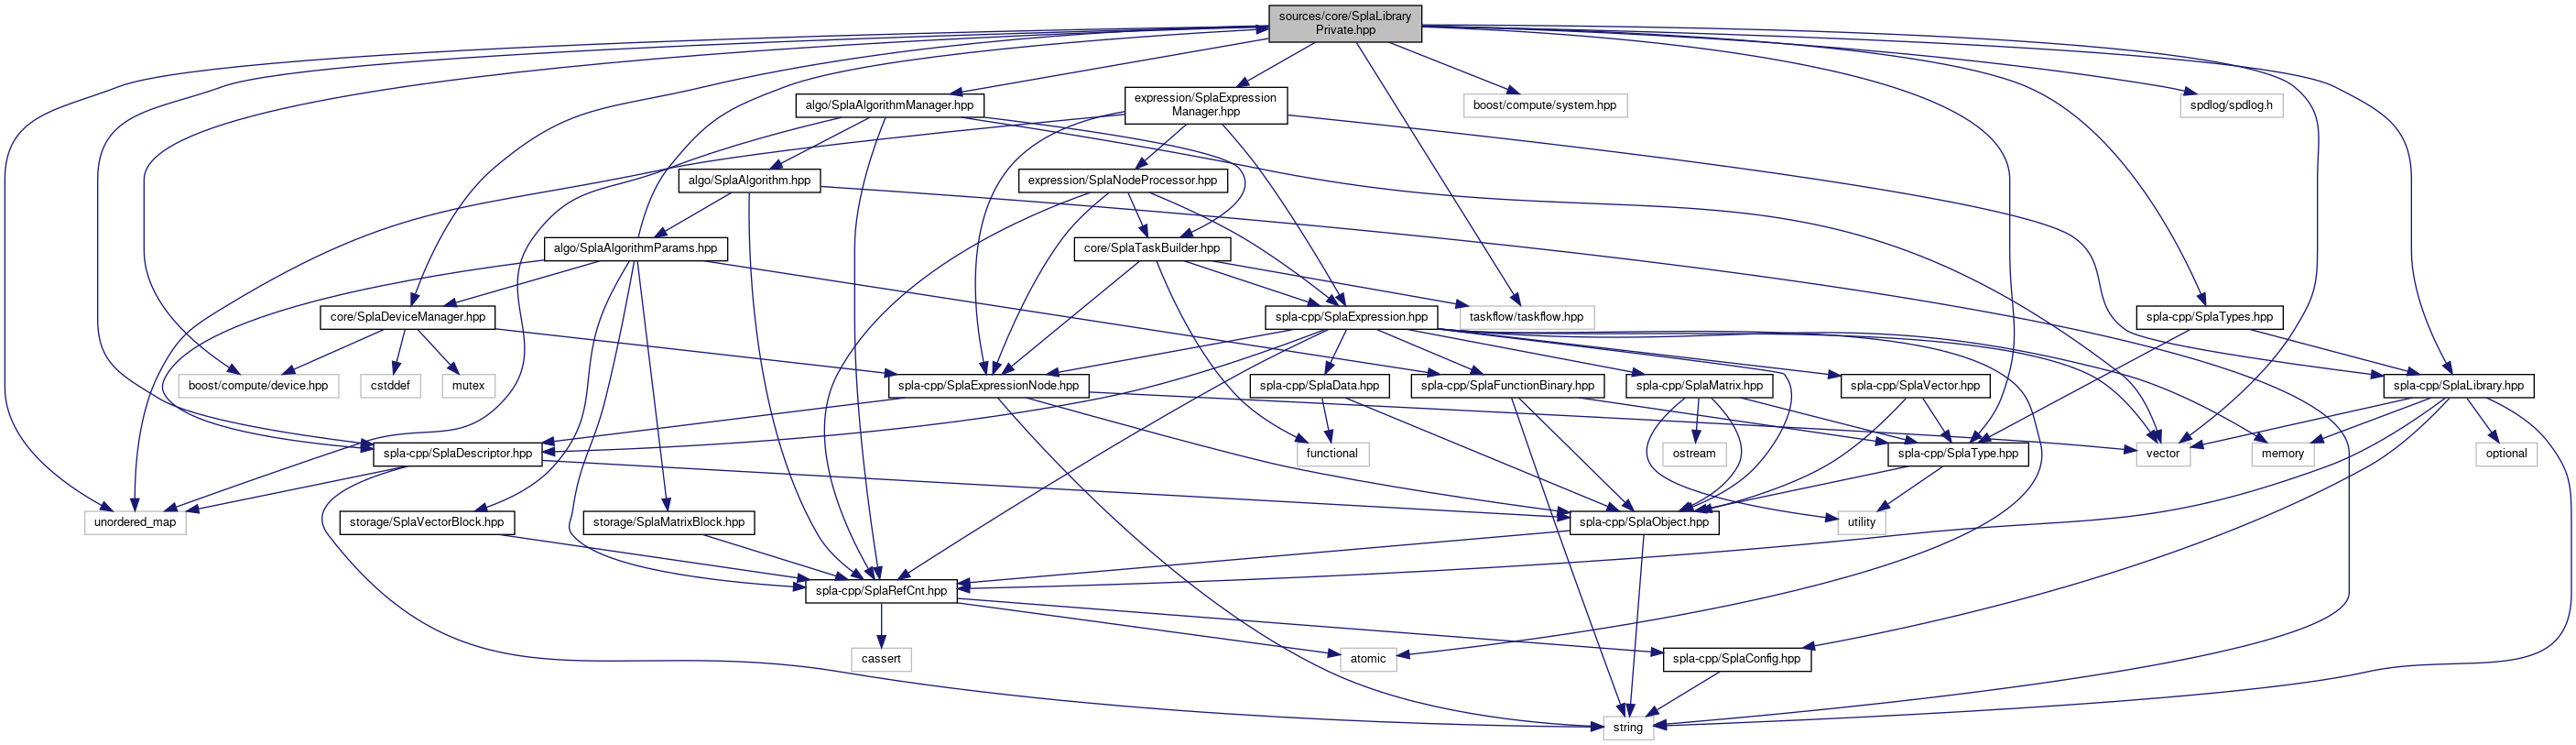 sources/core/SplaLibrary
Private.hpp
algo/SplaAlgorithmManager.hpp
expression/SplaExpression
Manager.hpp
boost/compute/system.hpp
spdlog/spdlog.h
algo/SplaAlgorithm.hpp
expression/SplaNodeProcessor.hpp
algo/SplaAlgorithmParams.hpp
core/SplaTaskBuilder.hpp
core/SplaDeviceManager.hpp
spla-cpp/SplaExpression.hpp
taskflow/taskflow.hpp
spla-cpp/SplaTypes.hpp
boost/compute/device.hpp
cstddef
mutex
spla-cpp/SplaExpressionNode.hpp
spla-cpp/SplaData.hpp
spla-cpp/SplaFunctionBinary.hpp
spla-cpp/SplaMatrix.hpp
spla-cpp/SplaVector.hpp
spla-cpp/SplaLibrary.hpp
spla-cpp/SplaDescriptor.hpp
functional
ostream
spla-cpp/SplaType.hpp
vector
memory
optional
unordered_map
storage/SplaVectorBlock.hpp
storage/SplaMatrixBlock.hpp
spla-cpp/SplaObject.hpp
utility
spla-cpp/SplaRefCnt.hpp
cassert
atomic
spla-cpp/SplaConfig.hpp
string